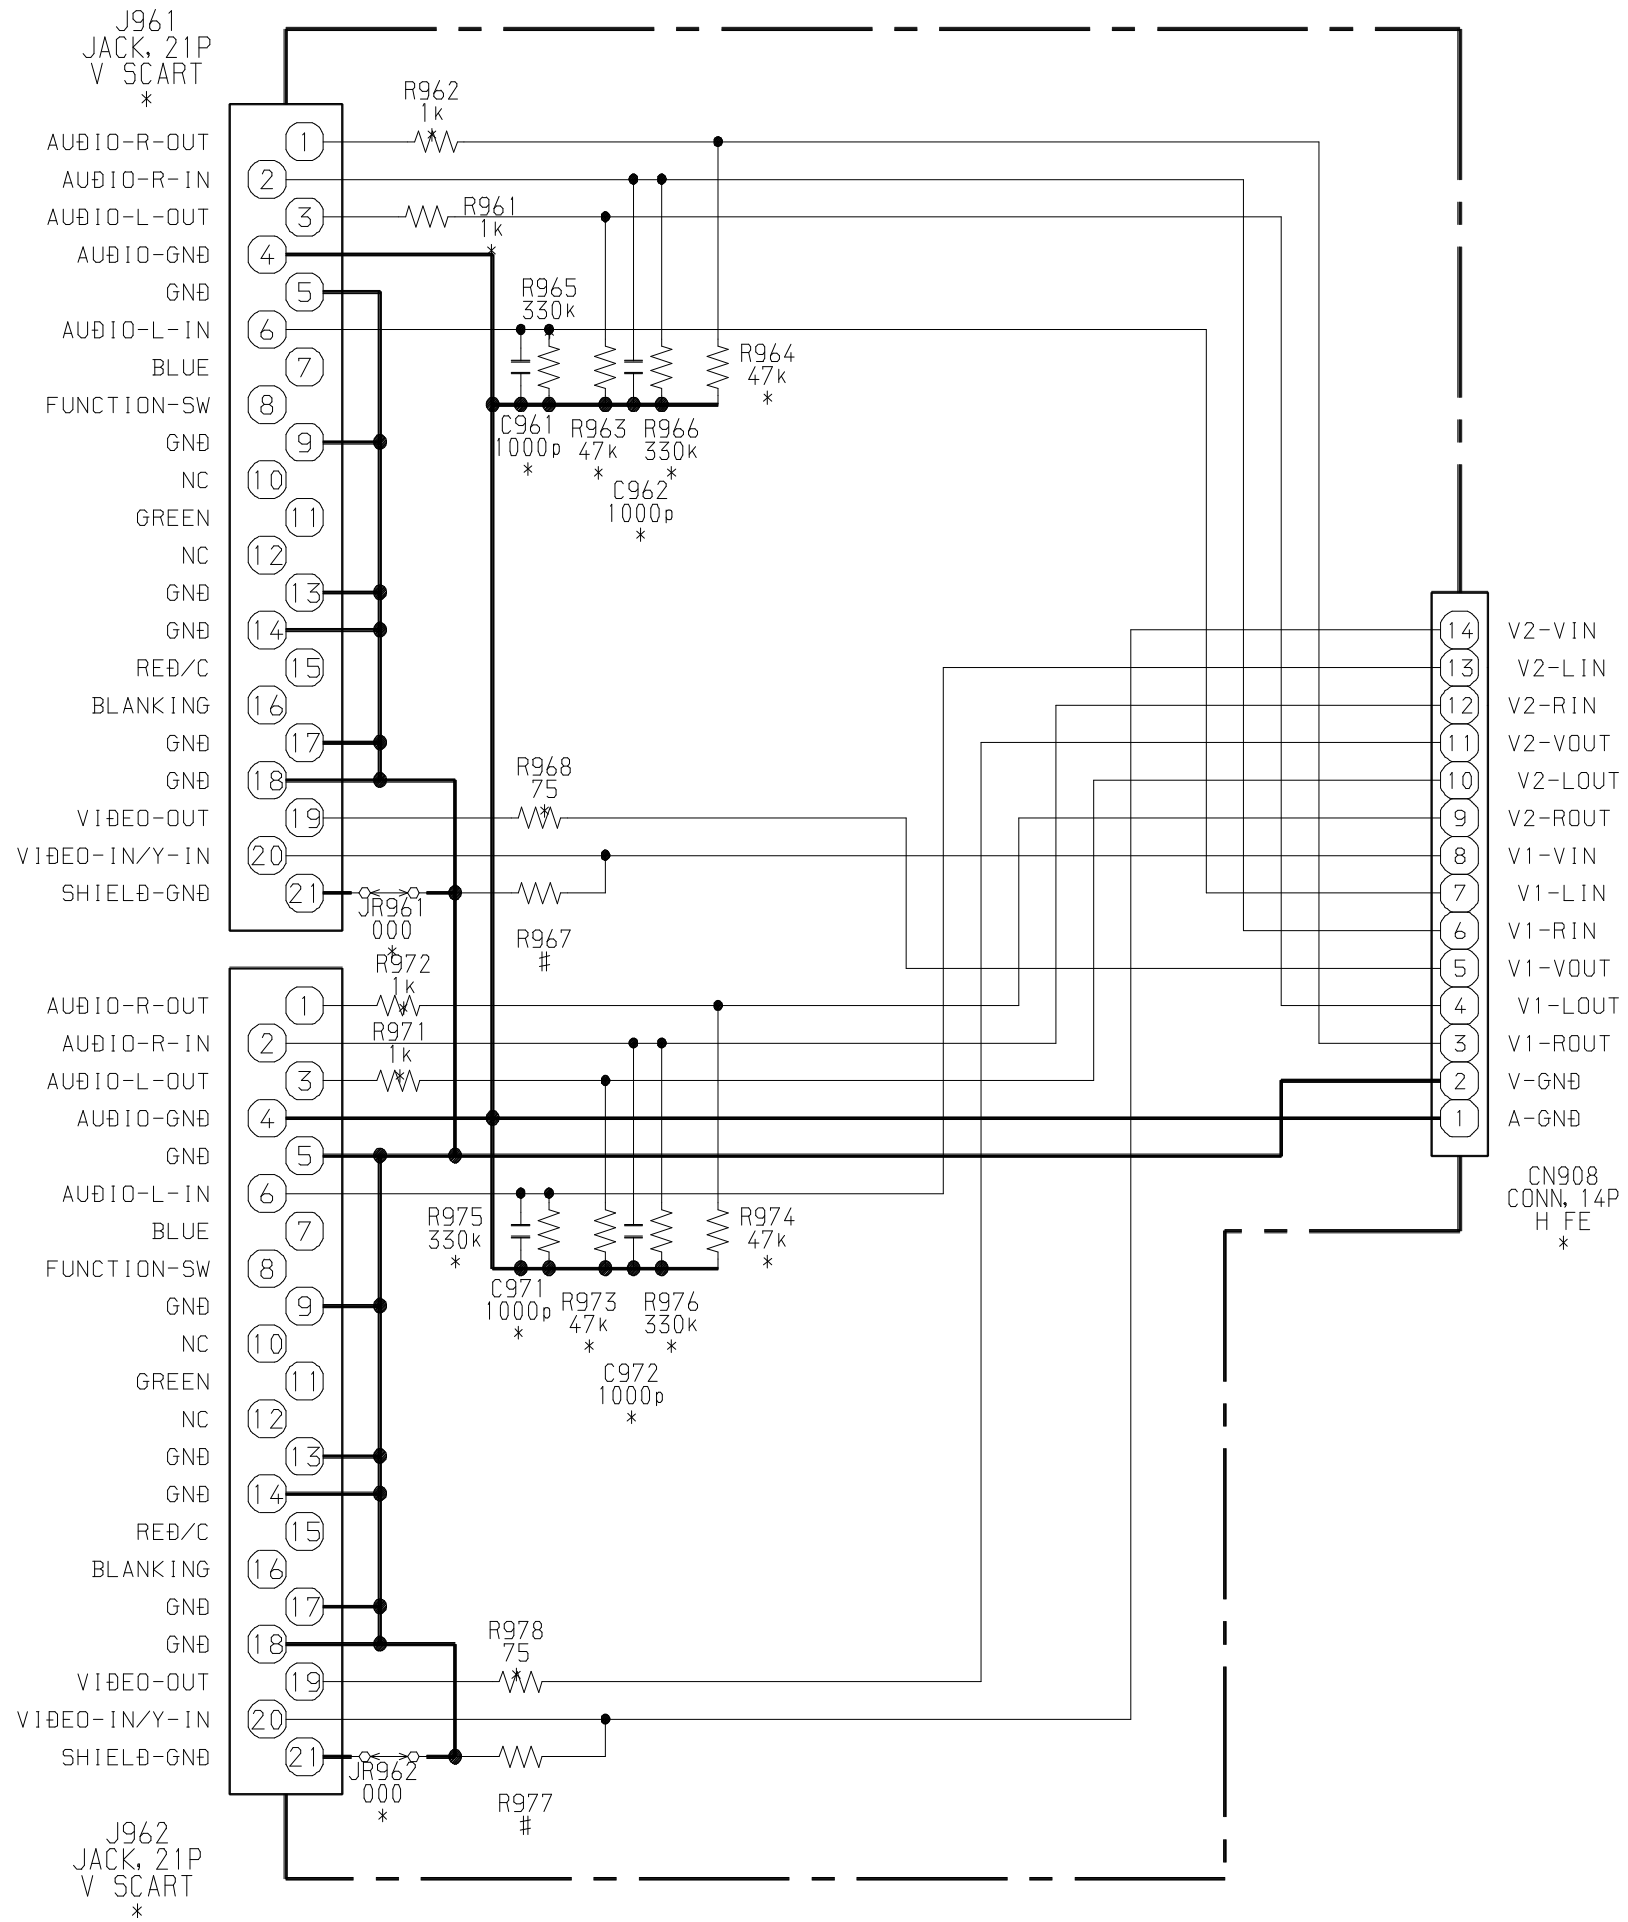 J961
JACK, 21P
V SCART
*
R962
1k
*
AUDIO-R-OUT 1
AUDIO-R-IN 2
AUDIO-L-OUT 3
R961
1k
*
AUDIO-GND 4
GND 5
R965
330k
*
AUDIO-L-IN 6
BLUE 7
R964
47k
*
FUNCTION-SW 8
C961
1000p
*
R963
47k
*
R966
330k
*
C962
1000p
*
GND 9
NC 10
GREEN 11
NC 12
GND 13
GND 14
RED/C 15
BLANKING 16
GND 17
GND 18
R968
75
*
VIDEO-OUT 19
VIDEO-IN/Y-IN 20
SHIELD-GND 21
JR961
000
*
R967
#
14 V2-VIN
13 V2-LIN
12 V2-RIN
11 V2-VOUT
10 V2-LOUT
9 V2-ROUT
8 V1-VIN
7 V1-LIN
6 V1-RIN
5 V1-VOUT
4 V1-LOUT
3 V1-ROUT
2 V-GND
1 A-GND
CN908
CONN, 14P
H FE
*
R972
1k
*
AUDIO-R-OUT 1
AUDIO-R-IN 2
R971
1k
*
AUDIO-L-OUT 3
AUDIO-GND 4
GND 5
AUDIO-L-IN 6
BLUE 7
R975
330k
*
R974
47k
*
FUNCTION-SW 8
C971
1000p
*
R973
47k
*
R976
330k
*
C972
1000p
*
GND 9
NC 10
GREEN 11
NC 12
GND 13
GND 14
RED/C 15
BLANKING 16
GND 17
GND 18
R978
75
*
VIDEO-OUT 19
VIDEO-IN/Y-IN 20
SHIELD-GND 21
JR962
000
*
R977
#
J962
JACK, 21P
V SCART
*